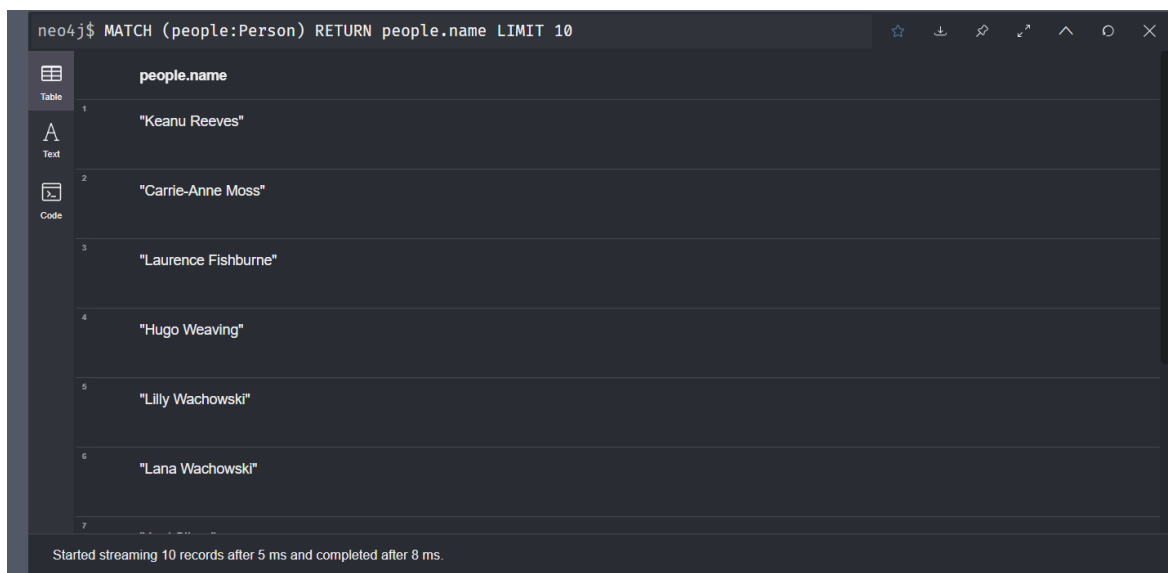 neo4j$ MATCH (people:Person) RETURN people.name LIMIT 10
Table
people.name
1
"Keanu Reeves"
Text
2
"Carrie-Anne Moss"
Code
3
"Laurence Fishburne"
4
"Hugo Weaving"
5
"Lilly Wachowski"
6
"Lana Wachowski"
7
Started streaming 10 records after 5 ms and completed after 8 ms.